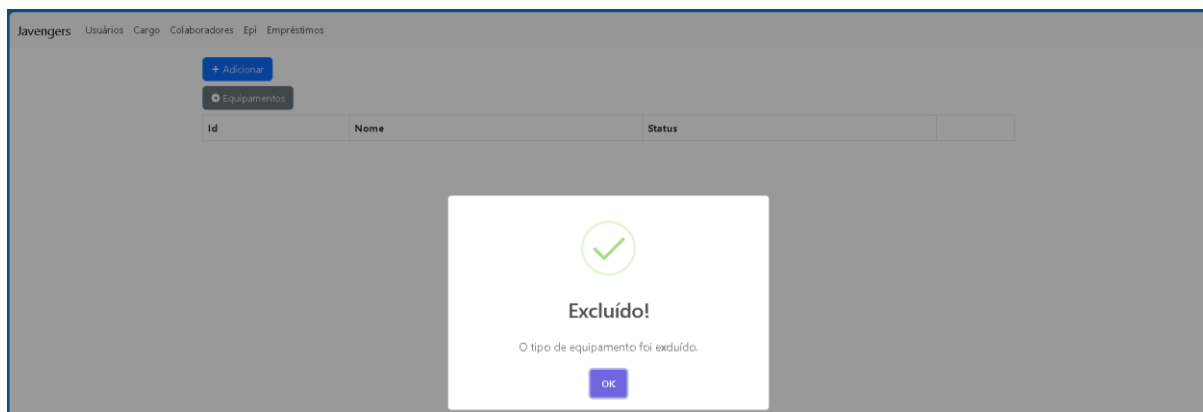 Javengers Usuários Cargo Colaboradores Epi Empréstimos
+ Adicionar
Equipamentos
Id Nome Status
Excluído!
O tipo de equipamento foi excluído.
OK